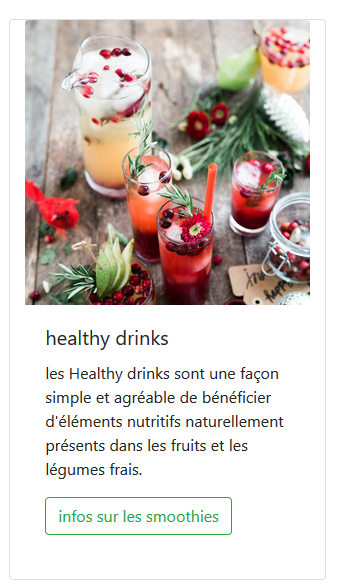 healthy drinks
les Healthy drinks sont une façon
simple et agréable de bénéficier
d'éléments nutritifs naturellement
présents dans les fruits et les
légumes frais.
infos sur les smoothies